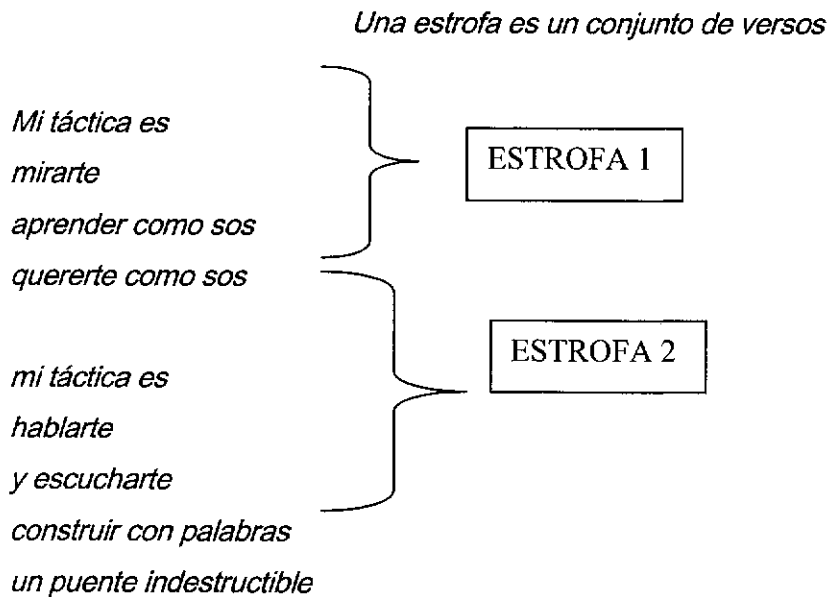 Una estrofa es un conjunto de versos
Mi táctica es
mirarte
aprender como sos
quererte como sos
ESTROFA 1
mi táctica es
hablarte
y escucharte
construir con palabras
un puente indestructible
ESTROFA 2